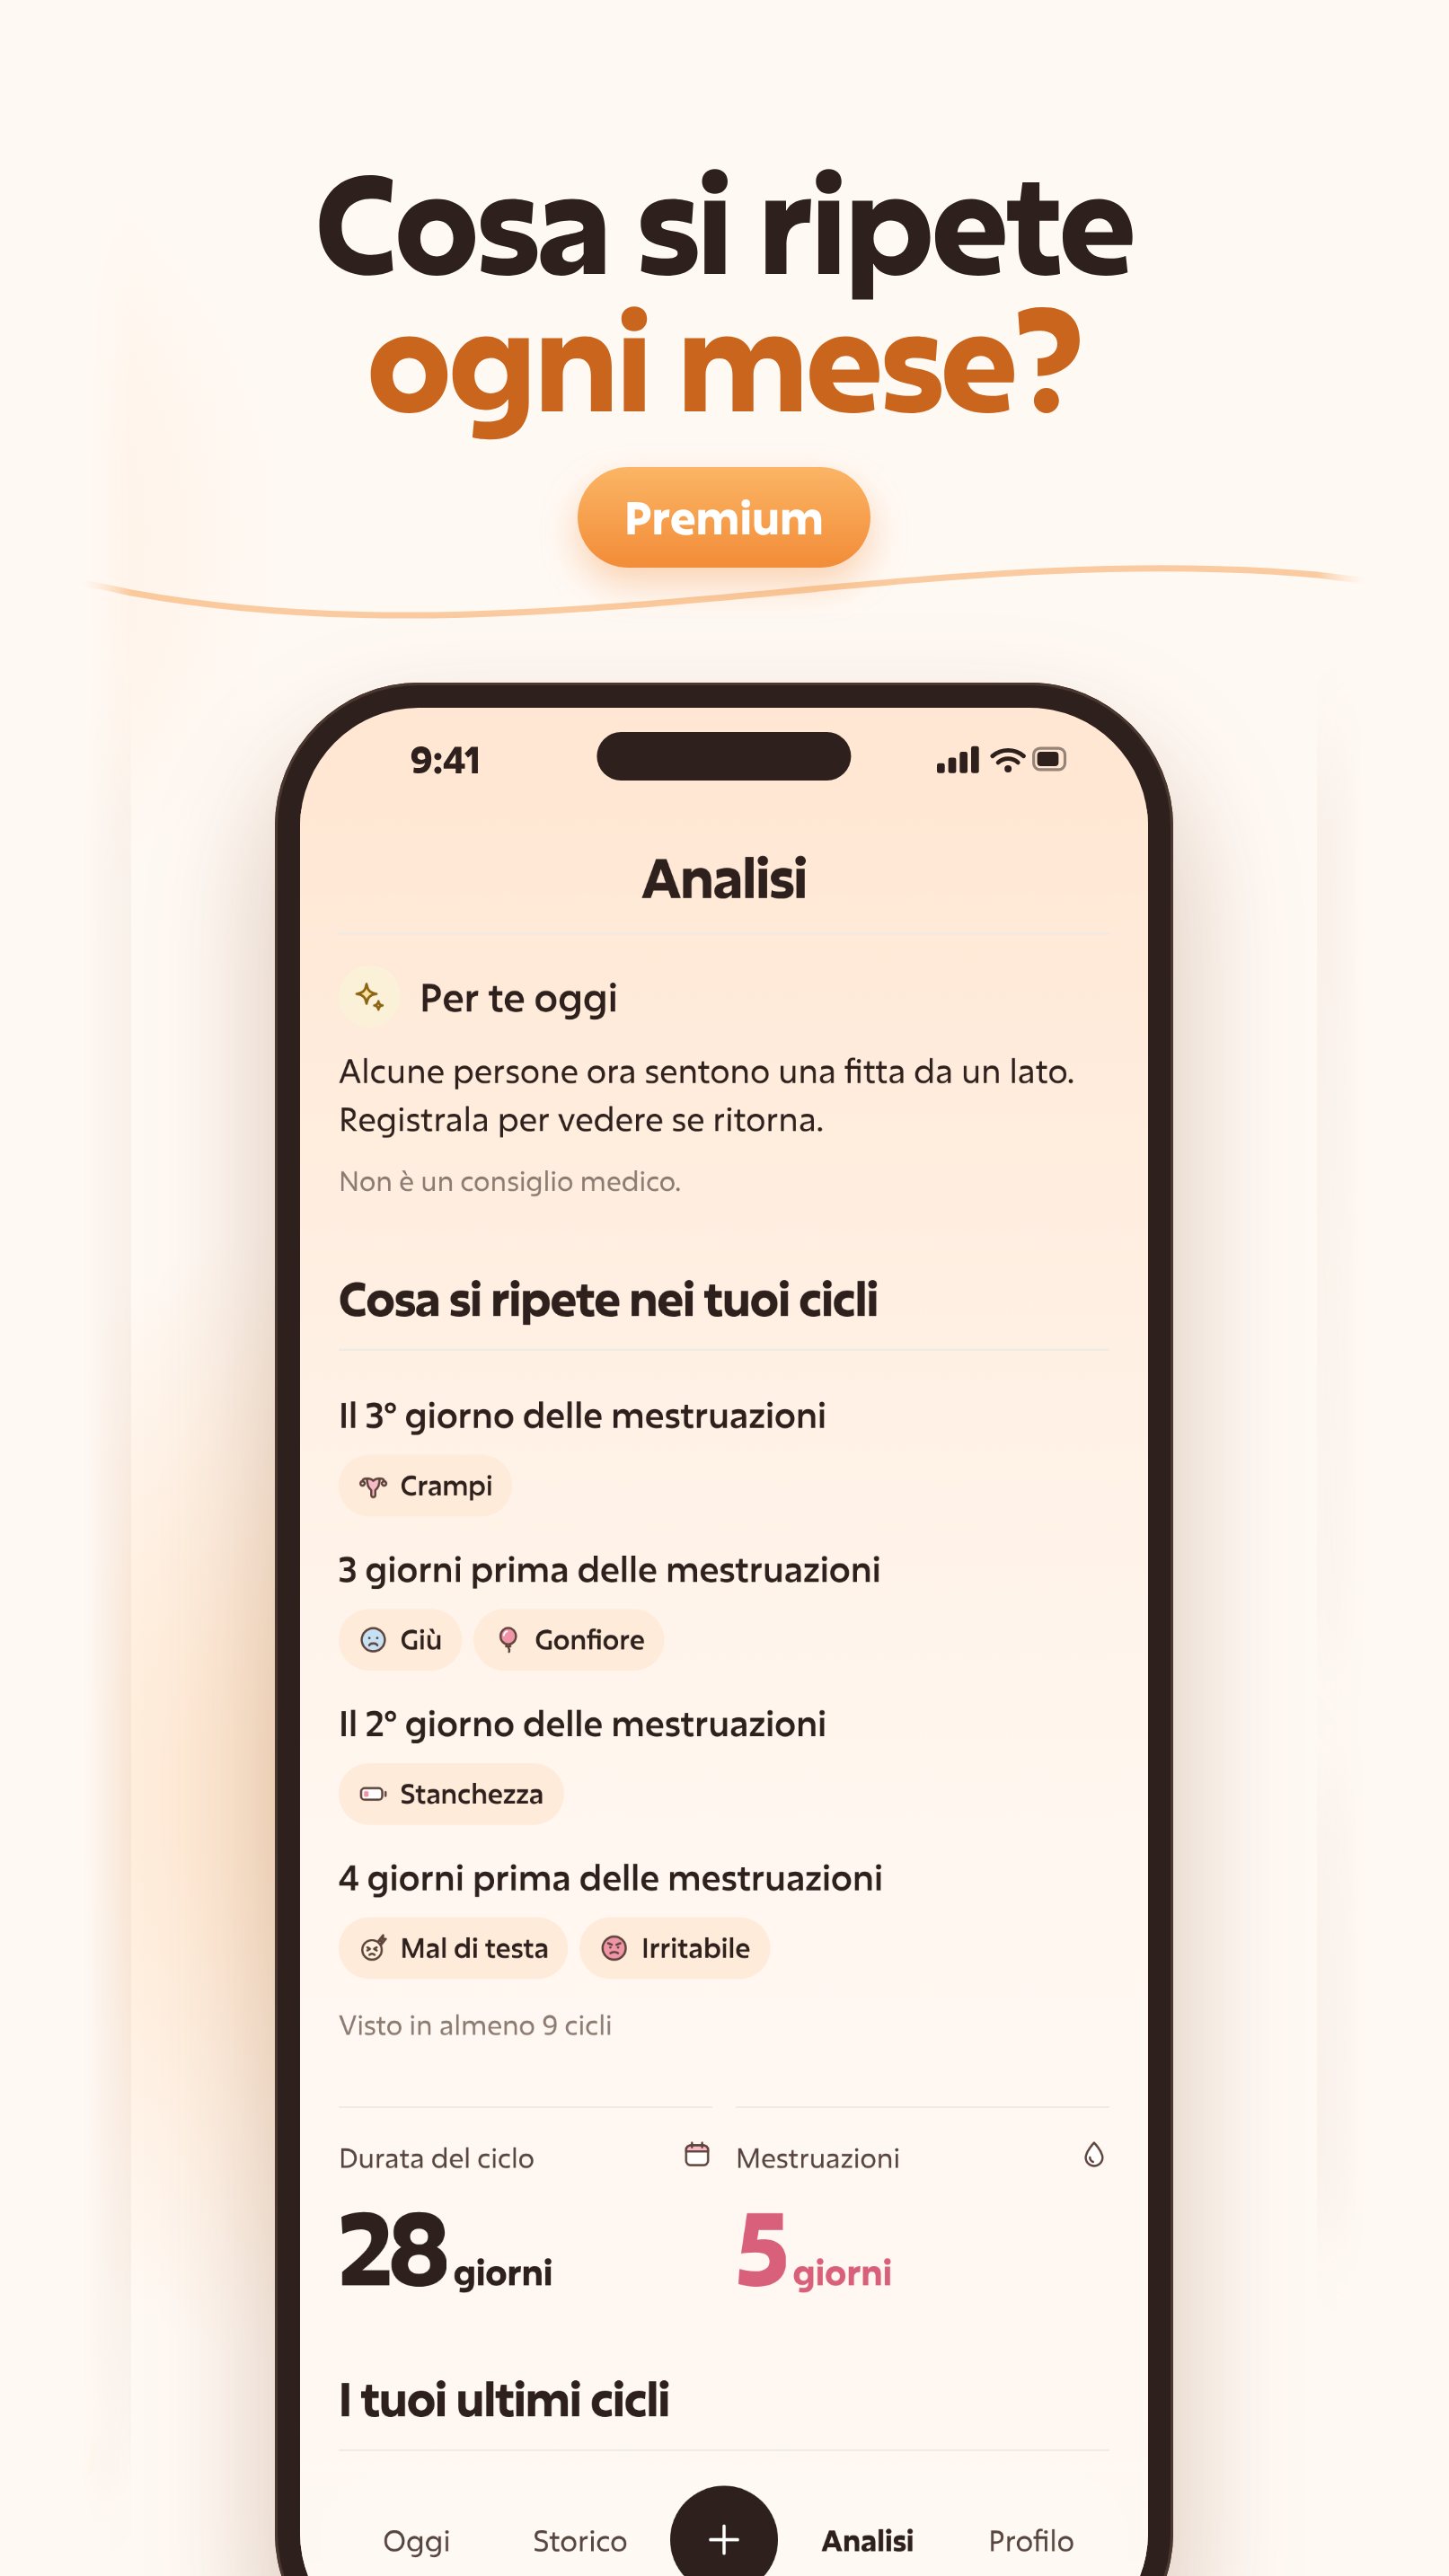 Cosa si ripete
ogni mese?
Premium
9:41
Analisi
Per te oggi
Alcune persone ora sentono una fitta da un lato.
Registrala per vedere se ritorna.
Non è un consiglio medico.
Cosa si ripete nei tuoi cicli
Il 3° giorno delle mestruazioni
Crampi
3 giorni prima delle mestruazioni
Giù Gonfiore
Il 2° giorno delle mestruazioni
Stanchezza
4 giorni prima delle mestruazioni
Mal di testa Irritabile
Visto in almeno 9 cicli
Durata del ciclo Mestruazioni
28 giorni 5 giorni
I tuoi ultimi cicli
Oggi Storico + Analisi Profilo